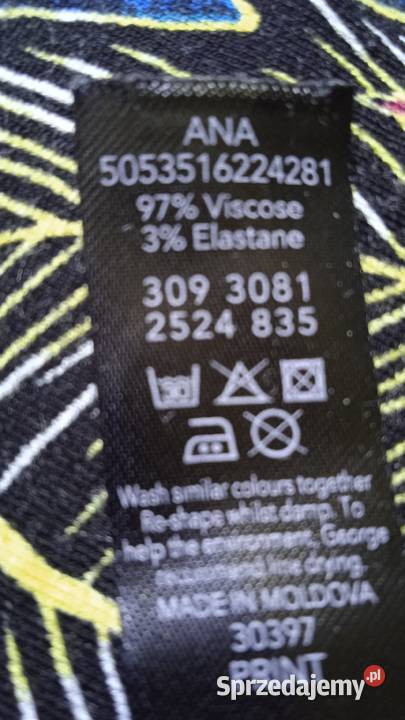 ANA
5053516224281
97% Viscose
3% Elastane
309 3081
2524 835
30
Wash similar colours together
Re-shape whilst damp. To
help the environment, George
recommend line drying.
MADE IN MOLDOVA
30397
PRINT
Sprzedajemy.pl